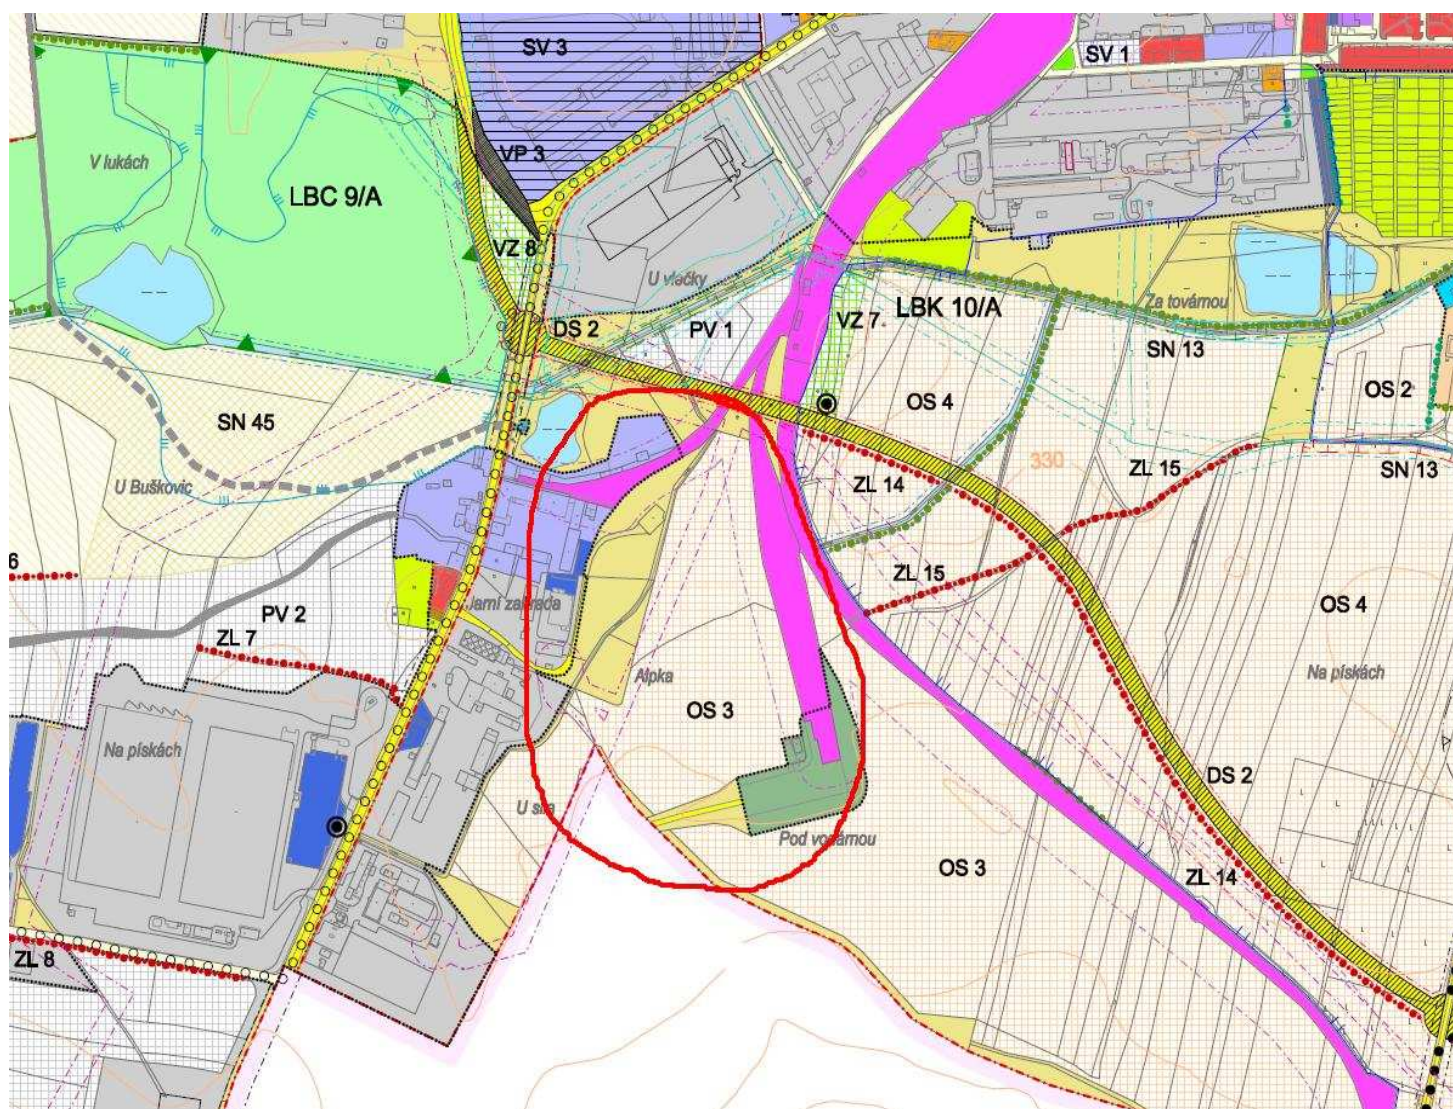 SV 3
SV 1
V lukách
VP 3
LBC 9/A
VZ 8
U vlečky
DS 2
PV 1
VZ 7
LBK 10/A
Za továrnou
SN 13
OS 2
OS 4
SN 45
330
ZL 15
SN 13
U Buškovic
ZL 14
6
ZL 15
PV 2
Jarní zahrada
OS 4
ZL 7
Alpka
Na pískách
OS 3
Na pískách
DS 2
U sila
Pod vodárnou
OS 3
ZL 14
ZL 8